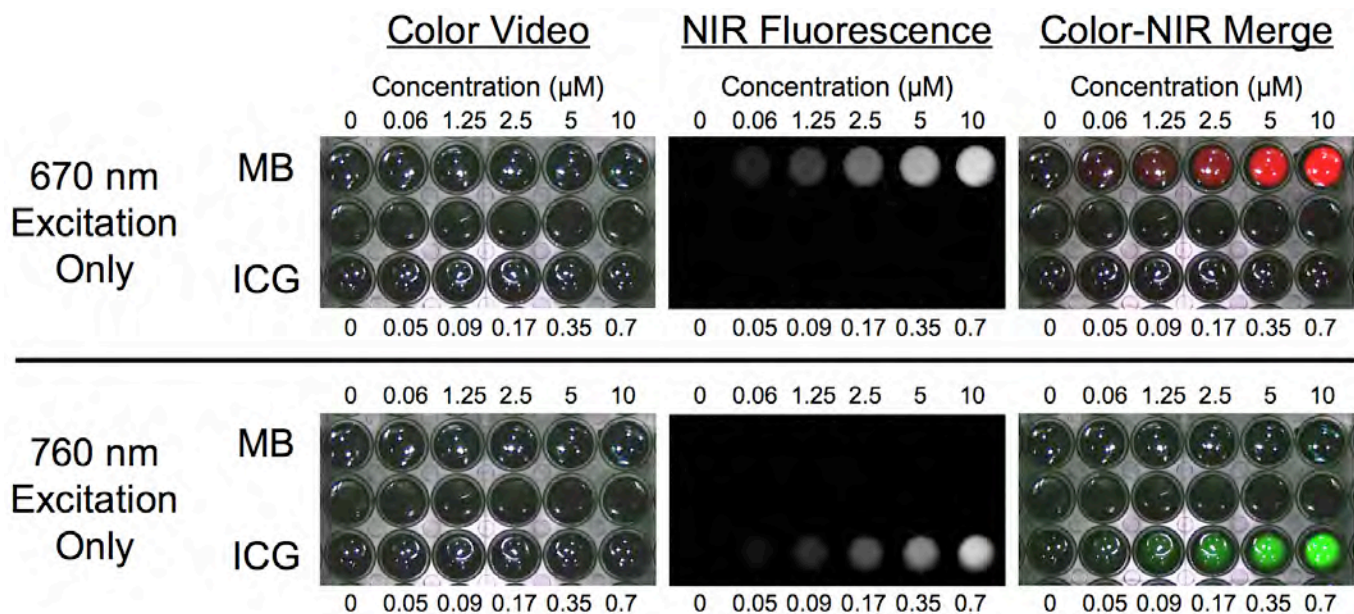 Color Video NIR Fluorescence Color-NIR Merge
Concentration (µM) Concentration (µM) Concentration (µM)
0 0.06 1.25 2.5 5 10 0 0.06 1.25 2.5 5 10 0 0.06 1.25 2.5 5 10
670 nm
Excitation
Only
MB
ICG
0 0.05 0.09 0.17 0.35 0.7 0 0.05 0.09 0.17 0.35 0.7 0 0.05 0.09 0.17 0.35 0.7
0 0.06 1.25 2.5 5 10 0 0.06 1.25 2.5 5 10 0 0.06 1.25 2.5 5 10
760 nm
Excitation
Only
MB
ICG
0 0.05 0.09 0.17 0.35 0.7 0 0.05 0.09 0.17 0.35 0.7 0 0.05 0.09 0.17 0.35 0.7